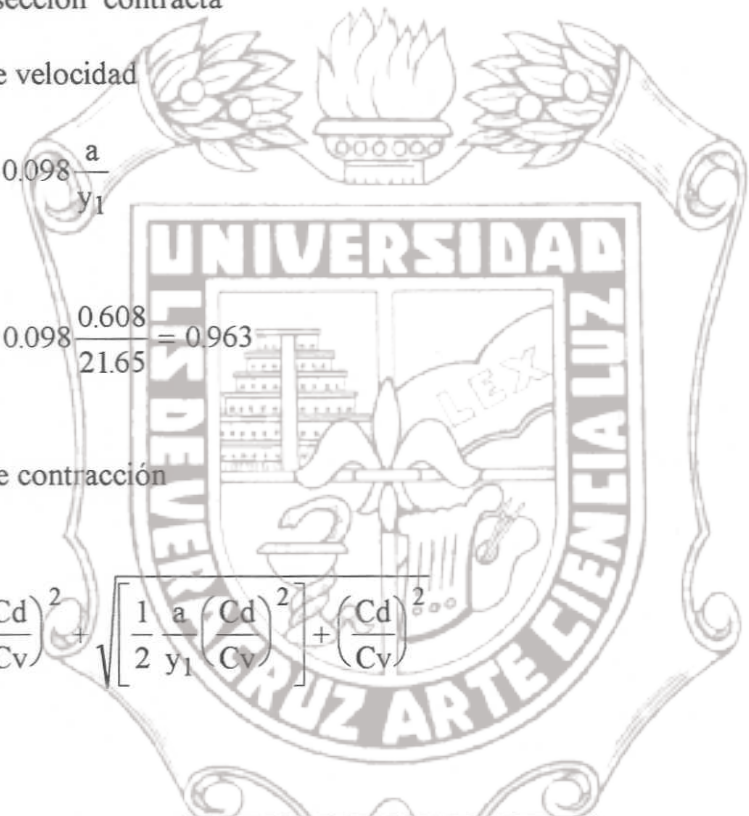 sección contracta
e velocidad
0.098 a/y₁
0.098 0.608/21.65 = 0.963
e contracción
(Cd/Cv)² + √[1/2 a/y₁ (Cd/Cv)²] + (Cd/Cv)²
UNIVERSIDAD
LIS DE VERACRUZ ARTE CIENCIA LUZ
LEX